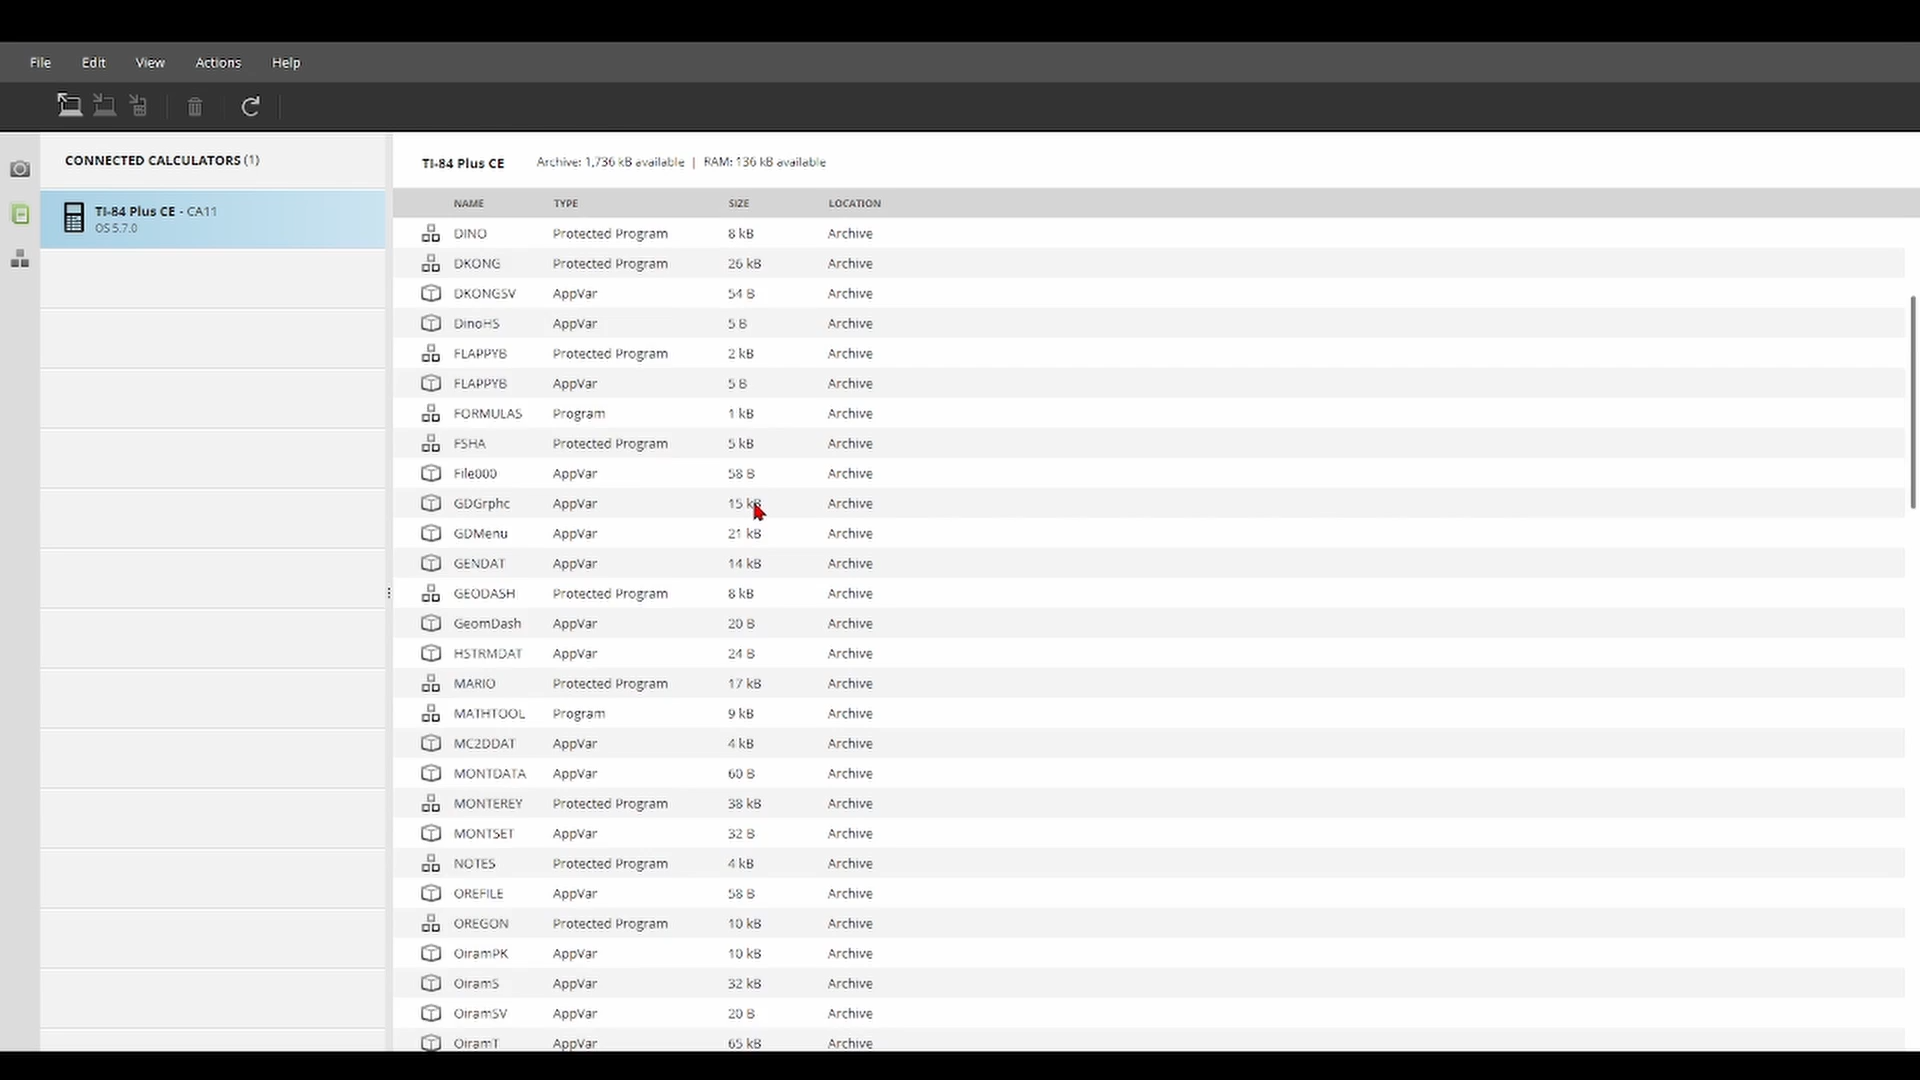 File Edit View Actions Help
CONNECTED CALCULATORS (1)
TI-84 Plus CE - CA11
OS 5.7.0
TI-84 Plus CE Archive: 1,736 kB available | RAM: 136 kB available
NAME TYPE SIZE LOCATION
DINO Protected Program 8 kB Archive
DKONG Protected Program 26 kB Archive
DKONGSV AppVar 54 B Archive
DinoHS AppVar 5 B Archive
FLAPPYB Protected Program 2 kB Archive
FLAPPYB AppVar 5 B Archive
FORMULAS Program 1 kB Archive
FSHA Protected Program 5 kB Archive
File000 AppVar 58 B Archive
GDGrphc AppVar 15 kB Archive
GDMenu AppVar 21 kB Archive
GENDAT AppVar 14 kB Archive
GEODASH Protected Program 8 kB Archive
GeomDash AppVar 20 B Archive
HSTRMDAT AppVar 24 B Archive
MARIO Protected Program 17 kB Archive
MATHTOOL Program 9 kB Archive
MC2DDAT AppVar 4 kB Archive
MONTDATA AppVar 60 B Archive
MONTEREY Protected Program 38 kB Archive
MONTSET AppVar 32 B Archive
NOTES Protected Program 4 kB Archive
OREFILE AppVar 58 B Archive
OREGON Protected Program 10 kB Archive
OiramPK AppVar 10 kB Archive
OiramS AppVar 32 kB Archive
OiramSV AppVar 20 B Archive
OiramT AppVar 65 kB Archive